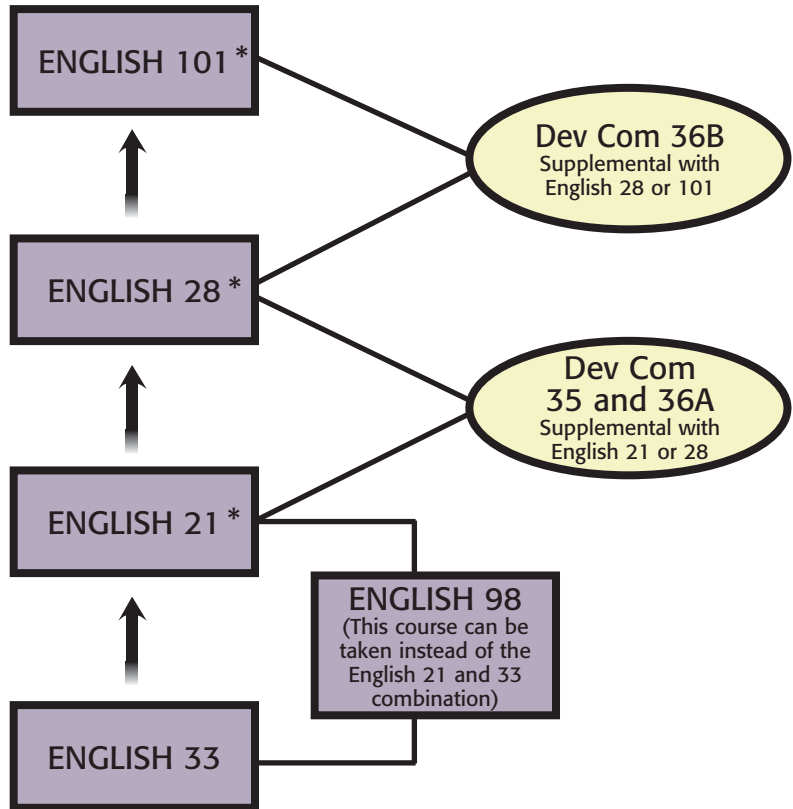 ENGLISH 101 *
Dev Com 36B
Supplemental with
English 28 or 101
ENGLISH 28 *
Dev Com
35 and 36A
Supplemental with
English 21 or 28
ENGLISH 21 *
ENGLISH 98
(This course can be
taken instead of the
English 21 and 33
combination)
ENGLISH 33